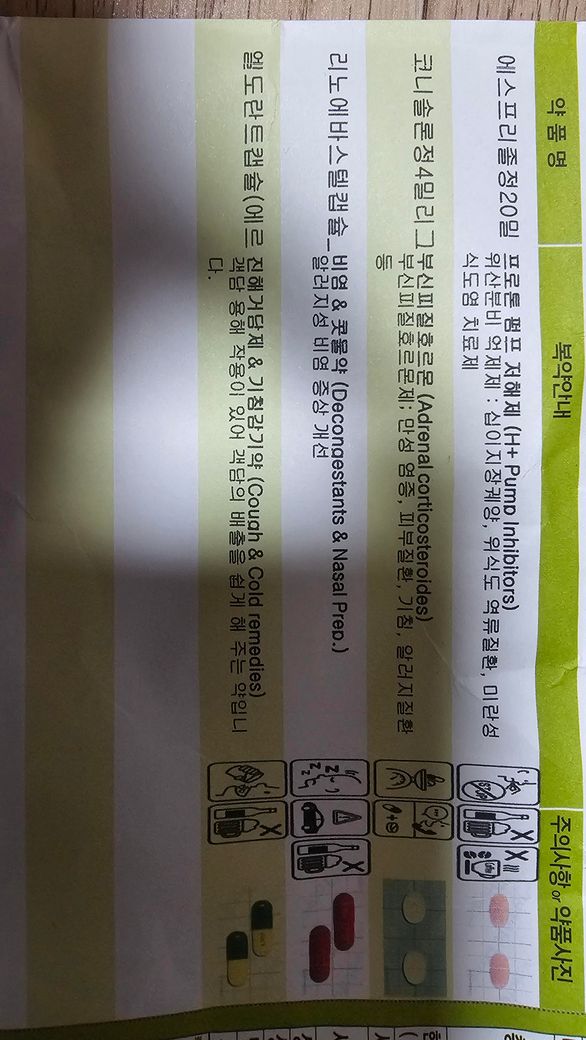 약 품 명
복약안내
주의사항 or 약품사진
에스프리졸정20밀
프로톤 펌프 저해제 (H+ Pump Inhibitors)
위산분비 억제제 : 십이지장궤양, 위식도 역류질환, 미란성
식도염 치료제
코니솔론정4밀리그
부신피질호르몬 (Adrenal corticosteroides)
부신피질호르몬제; 만성 염증, 피부질환, 기침, 알러지질환
등
리노에바스텔캡슐_
비염 & 콧물약 (Decongestants & Nasal Prep.)
알러지성 비염 증상 개선
엘도란트캡슐(에르
진해거담제 & 기침감기약 (Cough & Cold remedies)
객담 용해 작용이 있어 객담의 배출을 쉽게 해 주는 약입니
다.